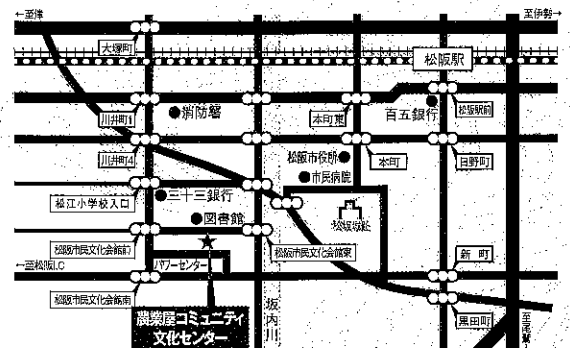 ←至津
至伊勢→
大塚町
松阪駅
川井町1
消防署
本町東
百五銀行
松阪駅前
川井町4
松阪市役所
本町
日野町
市民病院
三十三銀行
松江小学校入口
図書館
松坂城址
松阪市民文化会館前
松阪市民文化会館東
新町
←至松阪I.C
パワーセンター
松阪市民文化会館南
農業屋コミュニティ
文化センター
坂内川
黒田町
至尾鷲↓